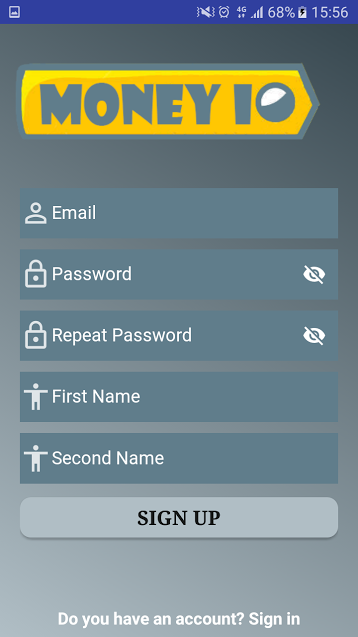 4G 68% 15:56
MONEY IO
Email
Password
Repeat Password
First Name
Second Name
SIGN UP
Do you have an account? Sign in